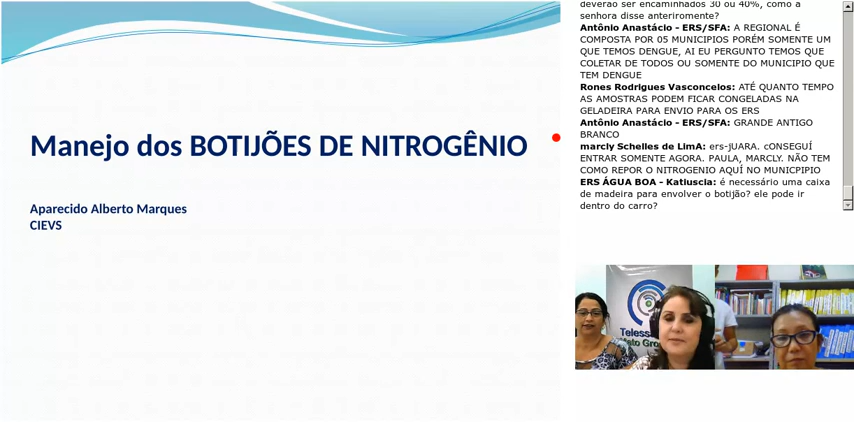 Manejo dos BOTIJÕES DE NITROGÊNIO
Aparecido Alberto Marques
CIEVS
deverão ser encaminhados 30 ou 40%, como a
senhora disse anteriromente?
Antônio Anastácio - ERS/SFA: A REGIONAL É
COMPOSTA POR 05 MUNICIPIOS PORÉM SOMENTE UM
QUE TEMOS DENGUE, AI EU PERGUNTO TEMOS QUE
COLETAR DE TODOS OU SOMENTE DO MUNICIPIO QUE
TEM DENGUE
Rones Rodrigues Vasconcelos: ATÉ QUANTO TEMPO
AS AMOSTRAS PODEM FICAR CONGELADAS NA
GELADEIRA PARA ENVIO PARA OS ERS
Antônio Anastácio - ERS/SFA: GRANDE ANTIGO
BRANCO
marcly Schelles de LimA: ers-jUARA. cONSEGUÍ
ENTRAR SOMENTE AGORA. PAULA, MARCLY. NÃO TEM
COMO REPOR O NITROGENIO AQUÍ NO MUNICPIPIO
ERS ÁGUA BOA - Katiuscia: é necessário uma caixa
de madeira para envolver o botijão? ele pode ir
dentro do carro?